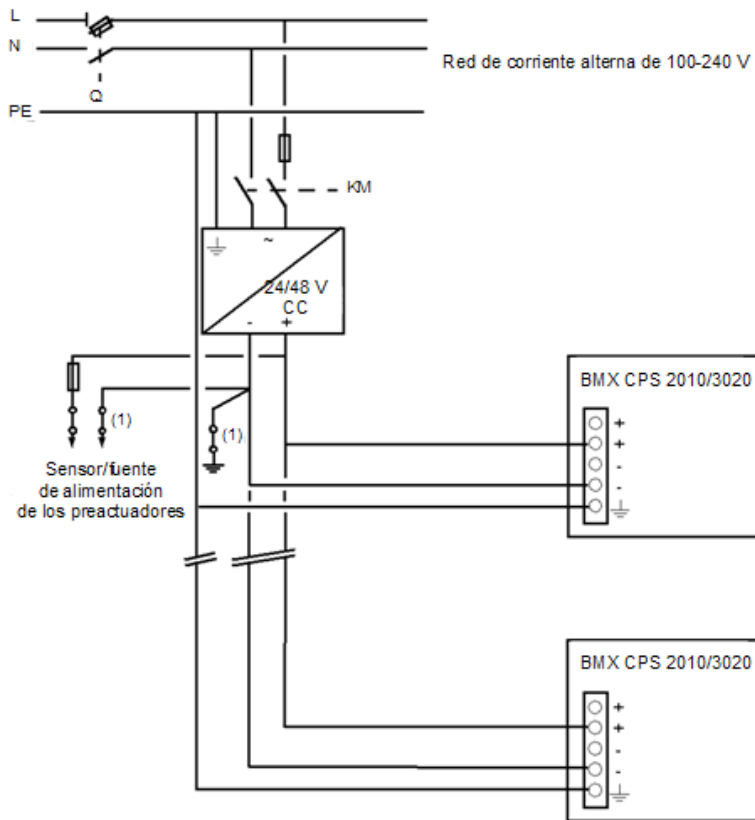 L
N
Red de corriente alterna de 100-240 V
Q
PE
KM
~
24/48 V
CC
- +
BMX CPS 2010/3020
+
+
-
-
(1)
(1)
Sensor/fuente
de alimentación
de los preactuadores
BMX CPS 2010/3020
+
+
-
-